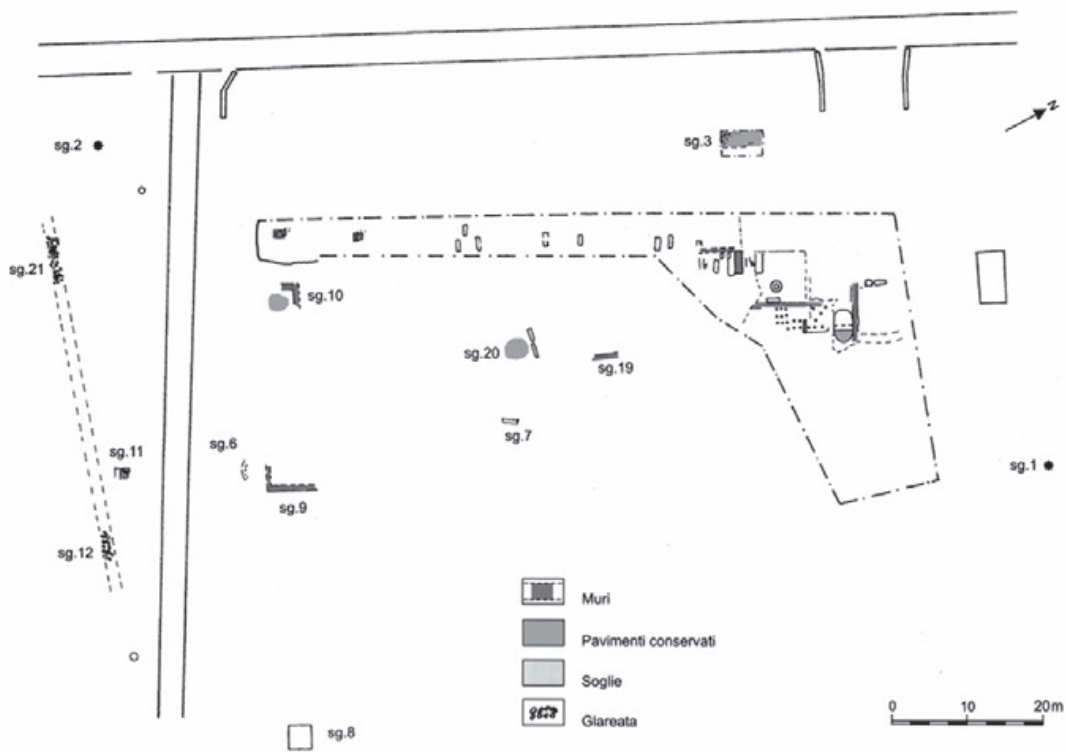 N
sg.2
sg.3
sg.21
sg.10
sg.20
sg.19
sg.7
sg.6
sg.11
sg.9
sg.1
sg.12
sg.8
Muri
Pavimenti conservati
Soglie
Glareata
0 10 20 m